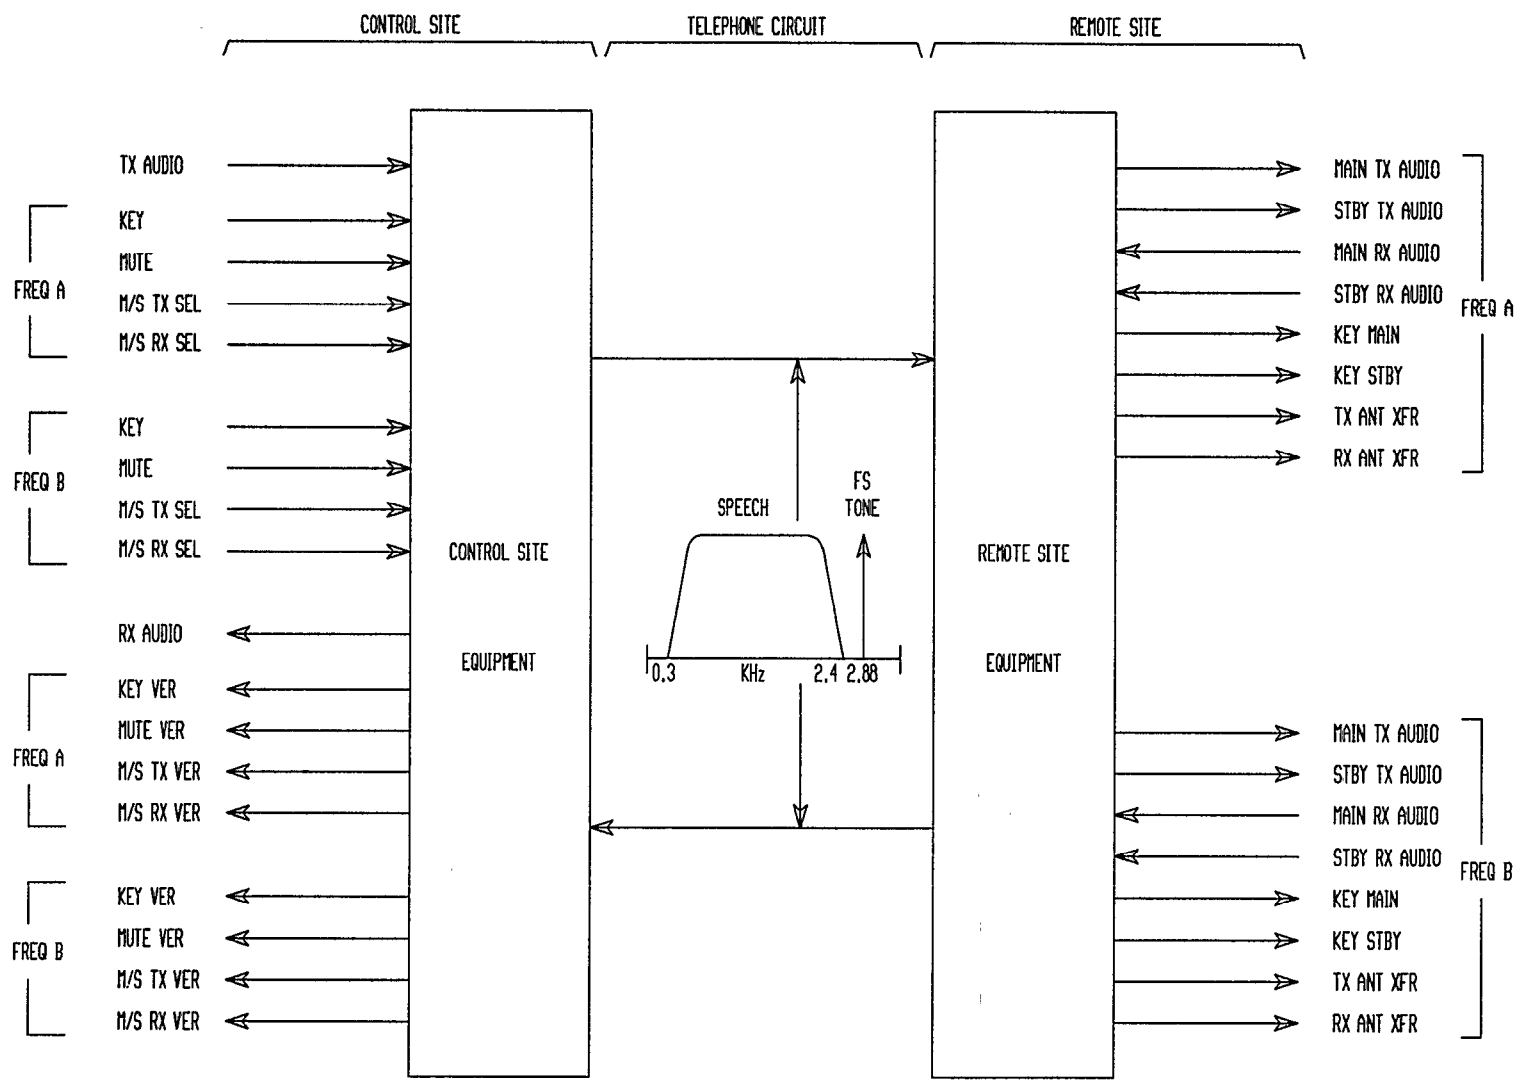 CONTROL SITE
TELEPHONE CIRCUIT
REMOTE SITE
TX AUDIO
FREQ A
KEY
MUTE
M/S TX SEL
M/S RX SEL
FREQ B
KEY
MUTE
M/S TX SEL
M/S RX SEL
RX AUDIO
FREQ A
KEY VER
MUTE VER
M/S TX VER
M/S RX VER
FREQ B
KEY VER
MUTE VER
M/S TX VER
M/S RX VER
CONTROL SITE
EQUIPMENT
SPEECH
FS
TONE
0.3 KHz 2.4 2.88
REMOTE SITE
EQUIPMENT
MAIN TX AUDIO
STBY TX AUDIO
MAIN RX AUDIO
STBY RX AUDIO
KEY MAIN
KEY STBY
TX ANT XFR
RX ANT XFR
FREQ A
MAIN TX AUDIO
STBY TX AUDIO
MAIN RX AUDIO
STBY RX AUDIO
KEY MAIN
KEY STBY
TX ANT XFR
RX ANT XFR
FREQ B